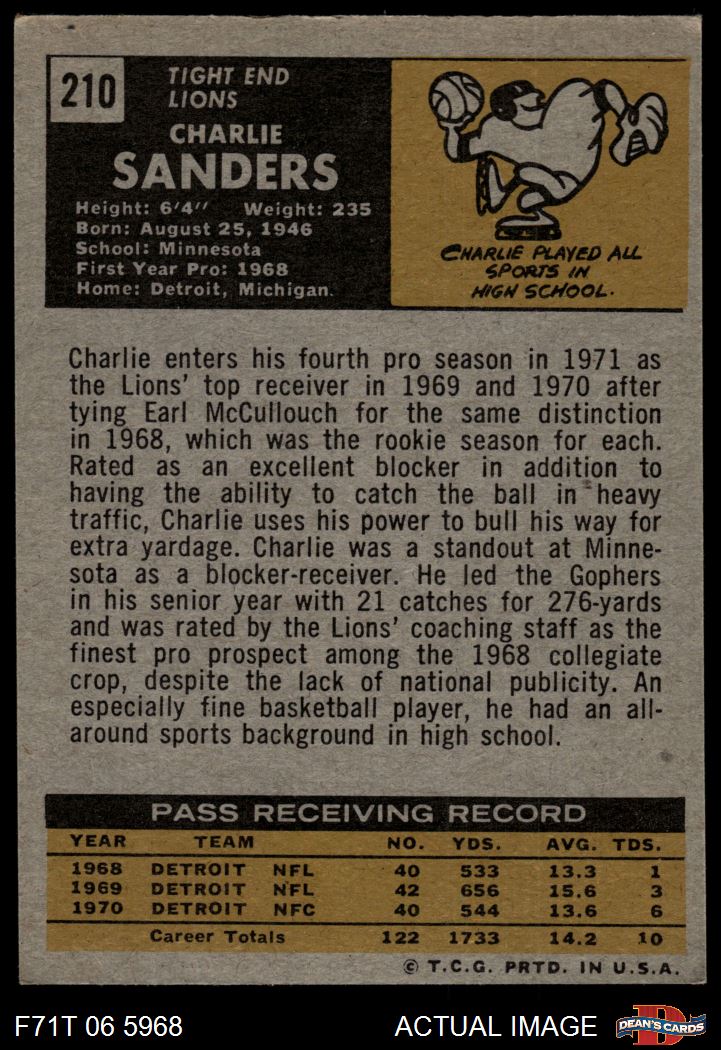 210
TIGHT END
LIONS
CHARLIE
SANDERS
Height: 6'4" Weight: 235
Born: August 25, 1946
School: Minnesota
First Year Pro: 1968
Home: Detroit, Michigan.
CHARLIE PLAYED ALL
SPORTS IN
HIGH SCHOOL.
Charlie enters his fourth pro season in 1971 as
the Lions' top receiver in 1969 and 1970 after
tying Earl McCullouch for the same distinction
in 1968, which was the rookie season for each.
Rated as an excellent blocker in addition to
having the ability to catch the ball in heavy
traffic, Charlie uses his power to bull his way for
extra yardage. Charlie was a standout at Minne-
sota as a blocker-receiver. He led the Gophers
in his senior year with 21 catches for 276-yards
and was rated by the Lions' coaching staff as the
finest pro prospect among the 1968 collegiate
crop, despite the lack of national publicity. An
especially fine basketball player, he had an all-
around sports background in high school.
PASS RECEIVING RECORD
YEAR TEAM NO. YDS. AVG. TDS.
1968 DETROIT NFL 40 533 13.3 1
1969 DETROIT NFL 42 656 15.6 3
1970 DETROIT NFC 40 544 13.6 6
Career Totals 122 1733 14.2 10
© T.C.G. PRTD. IN U.S.A.
F71T 06 5968 ACTUAL IMAGE D DEAN'S CARDS